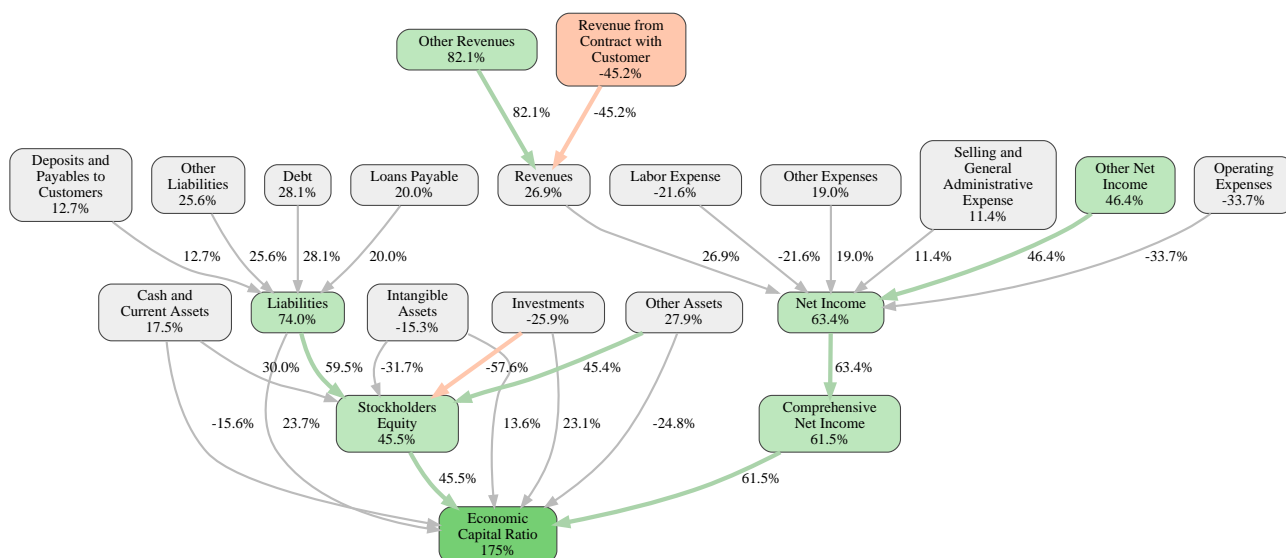 Other Revenues
82.1%
Revenue from
Contract with
Customer
-45.2%
82.1%
-45.2%
Deposits and
Payables to
Customers
12.7%
Other
Liabilities
25.6%
Debt
28.1%
Loans Payable
20.0%
Revenues
26.9%
Labor Expense
-21.6%
Other Expenses
19.0%
Selling and
General
Administrative
Expense
11.4%
Other Net
Income
46.4%
Operating
Expenses
-33.7%
12.7%
25.6%
28.1%
20.0%
26.9%
-21.6%
19.0%
11.4%
46.4%
-33.7%
Cash and
Current Assets
17.5%
Liabilities
74.0%
Intangible
Assets
-15.3%
Investments
-25.9%
Other Assets
27.9%
Net Income
63.4%
30.0%
59.5%
-31.7%
-57.6%
45.4%
63.4%
Stockholders
Equity
45.5%
Comprehensive
Net Income
61.5%
-15.6%
23.7%
13.6%
23.1%
-24.8%
45.5%
61.5%
Economic
Capital Ratio
175%